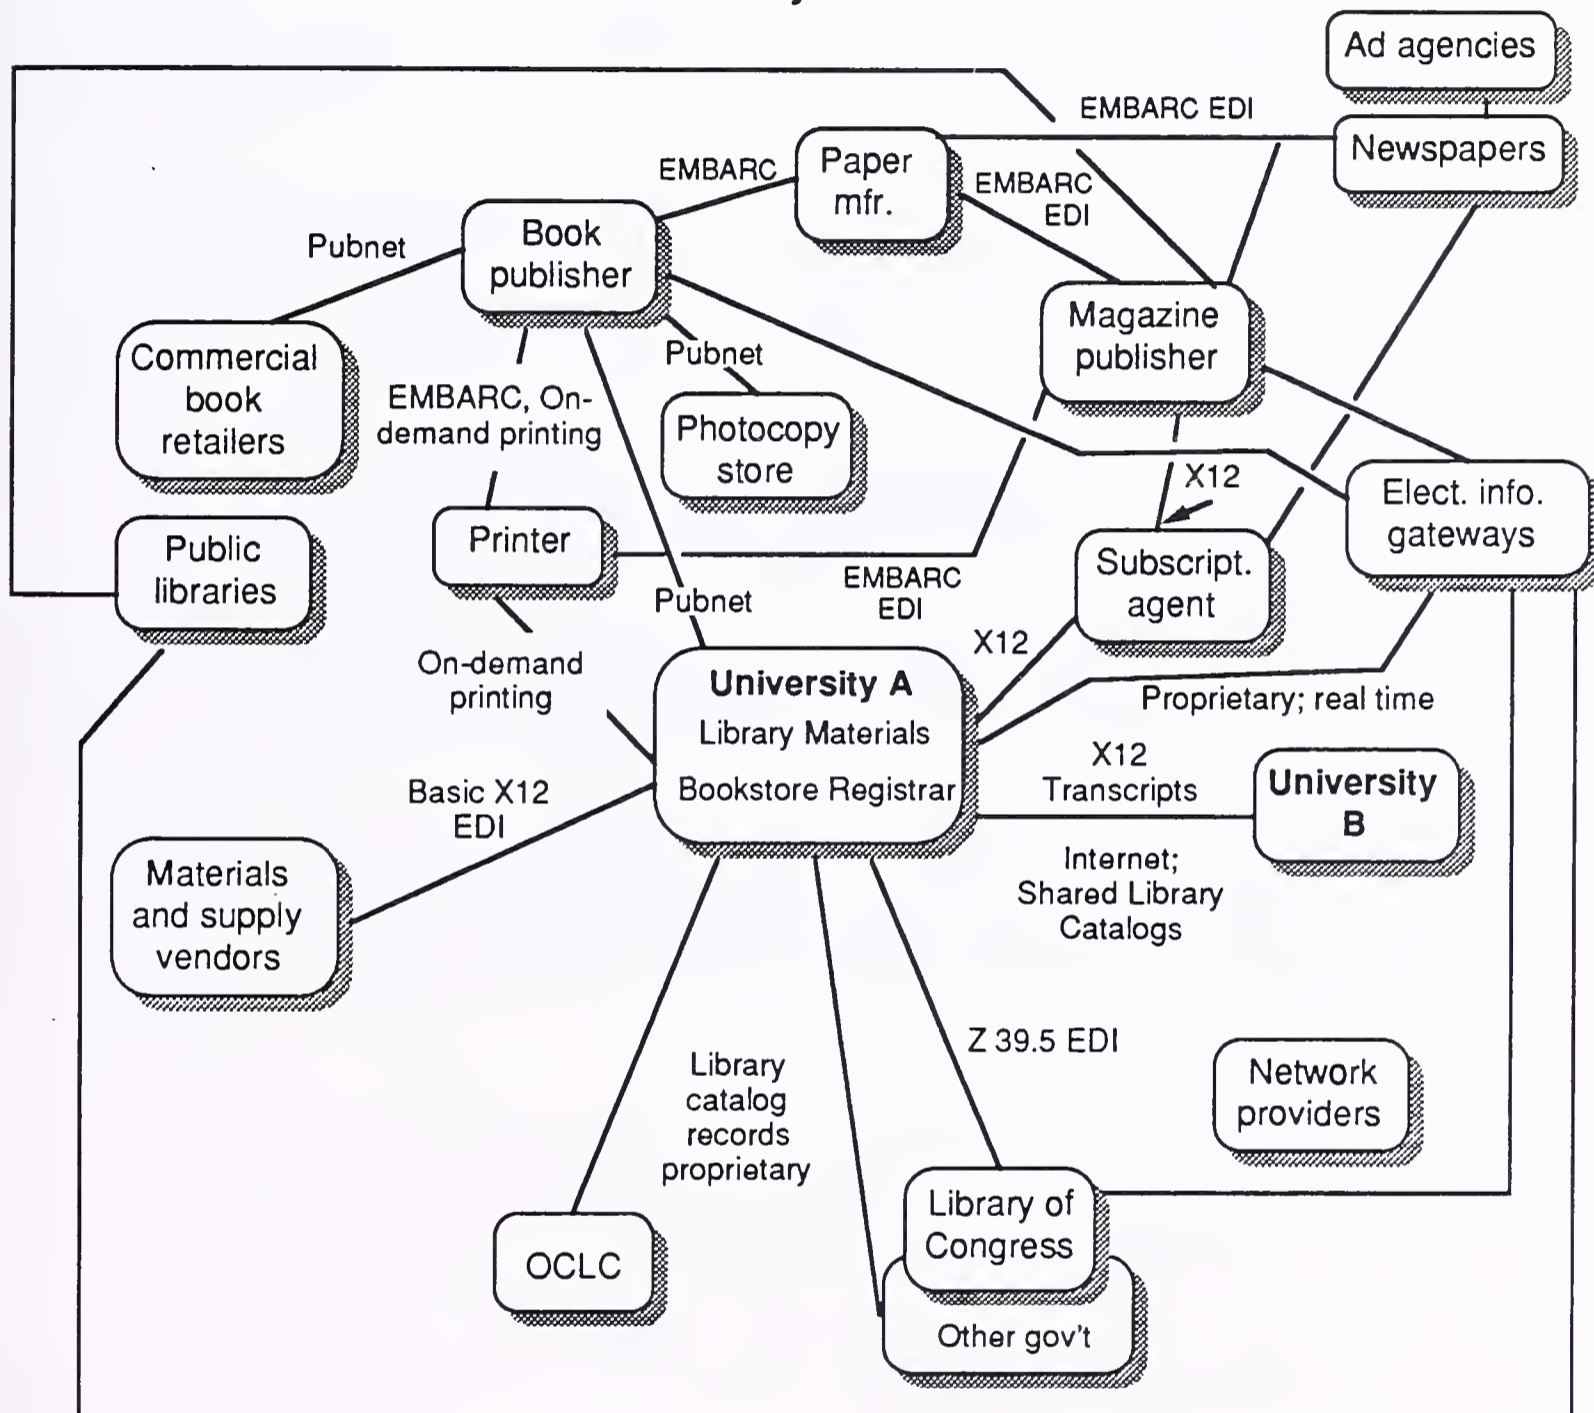 Ad agencies
EMBARC EDI
Newspapers
Paper
mfr.
EMBARC
EMBARC
EDI
Book
publisher
Pubnet
Magazine
publisher
Commercial
book
retailers
Pubnet
EMBARC, On-
demand printing
Photocopy
store
X12
Elect. info.
gateways
Public
libraries
Printer
EMBARC
EDI
Subscript.
agent
Pubnet
X12
On-demand
printing
University A
Library Materials
Bookstore Registrar
Proprietary; real time
X12
Transcripts
University
B
Basic X12
EDI
Internet;
Shared Library
Catalogs
Materials
and supply
vendors
Z 39.5 EDI
Library
catalog
records
proprietary
Network
providers
Library of
Congress
OCLC
Other gov't